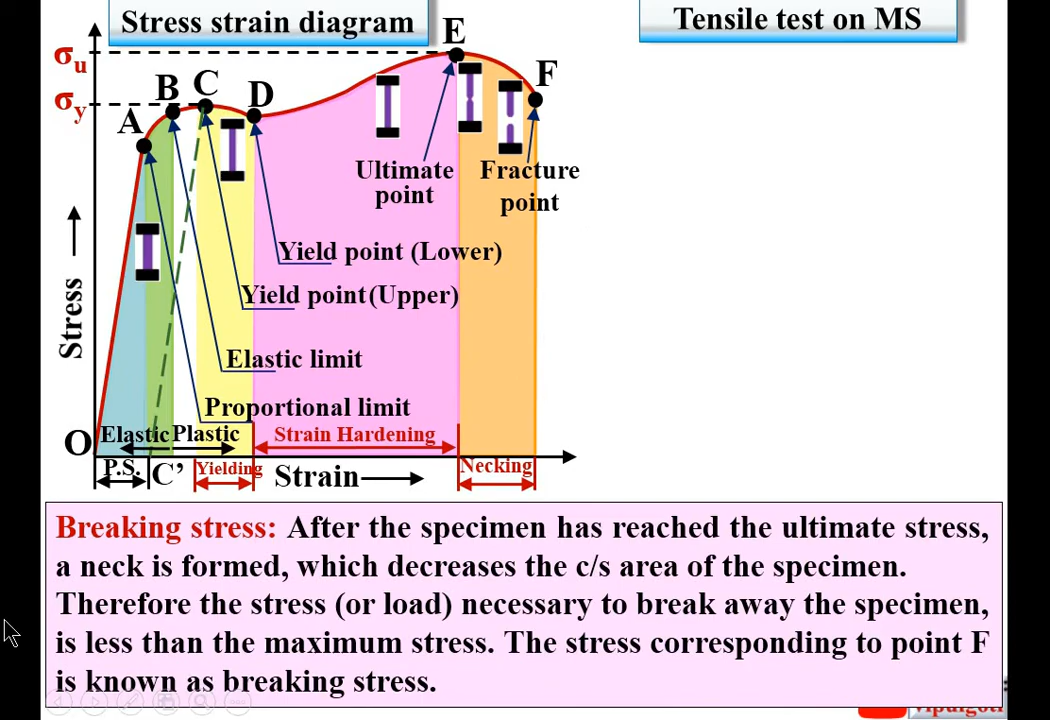 Stress strain diagram
Tensile test on MS
σu
σy
A
B
C
D
E
F
Ultimate
point
Fracture
point
Yield point (Lower)
Yield point (Upper)
Elastic limit
Proportional limit
Stress
O
Elastic Plastic
Strain Hardening
P.S.
C’
Yielding
Strain
Necking
Breaking stress: After the specimen has reached the ultimate stress,
a neck is formed, which decreases the c/s area of the specimen.
Therefore the stress (or load) necessary to break away the specimen,
is less than the maximum stress. The stress corresponding to point F
is known as breaking stress.